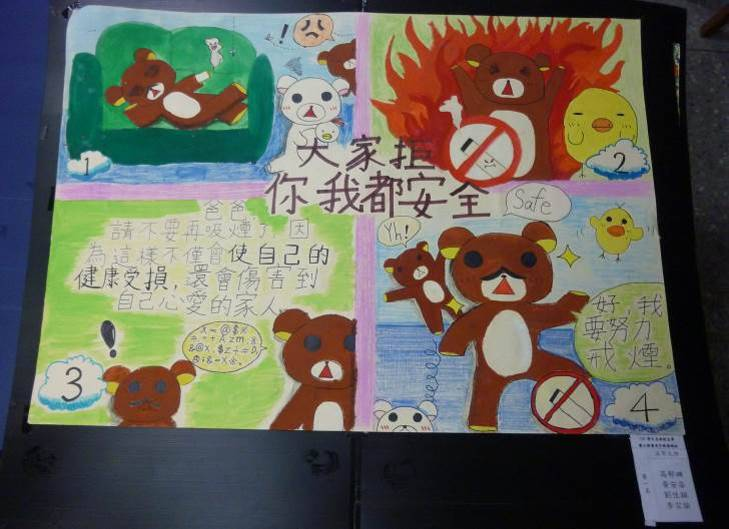 1
!
2
大家拒
你我都安全
爸爸,
請不要再吸煙了,因
為這樣不僅會使自己的
健康受損,還會傷害到
自己心愛的家人
!
3
Yh!
Safe
好,我
要努力
戒煙。
4